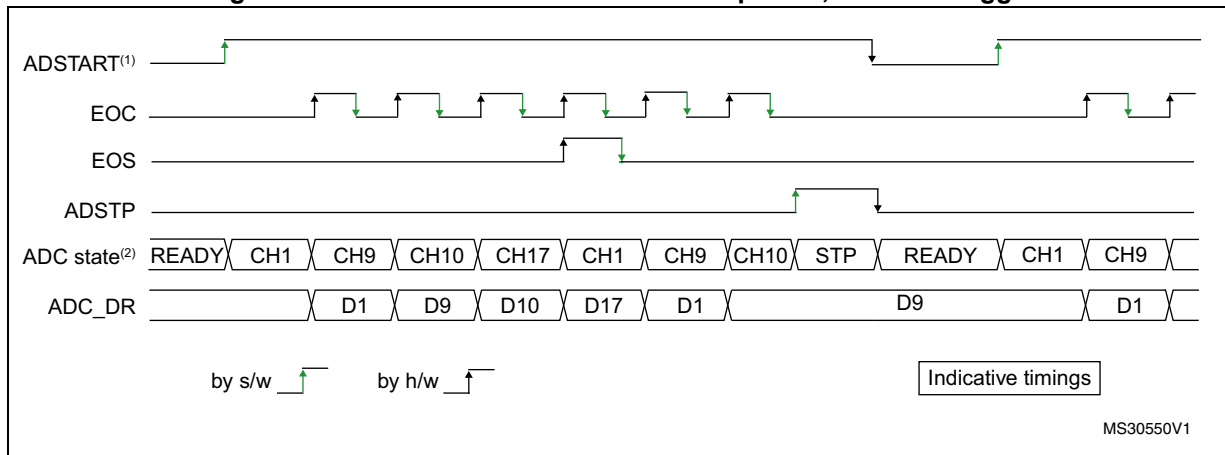 ADSTART(1)
EOC
EOS
ADSTP
ADC state(2) READY CH1 CH9 CH10 CH17 CH1 CH9 CH10 STP READY CH1 CH9
ADC_DR D1 D9 D10 D17 D1 D9 D1
by s/w by h/w Indicative timings
MS30550V1